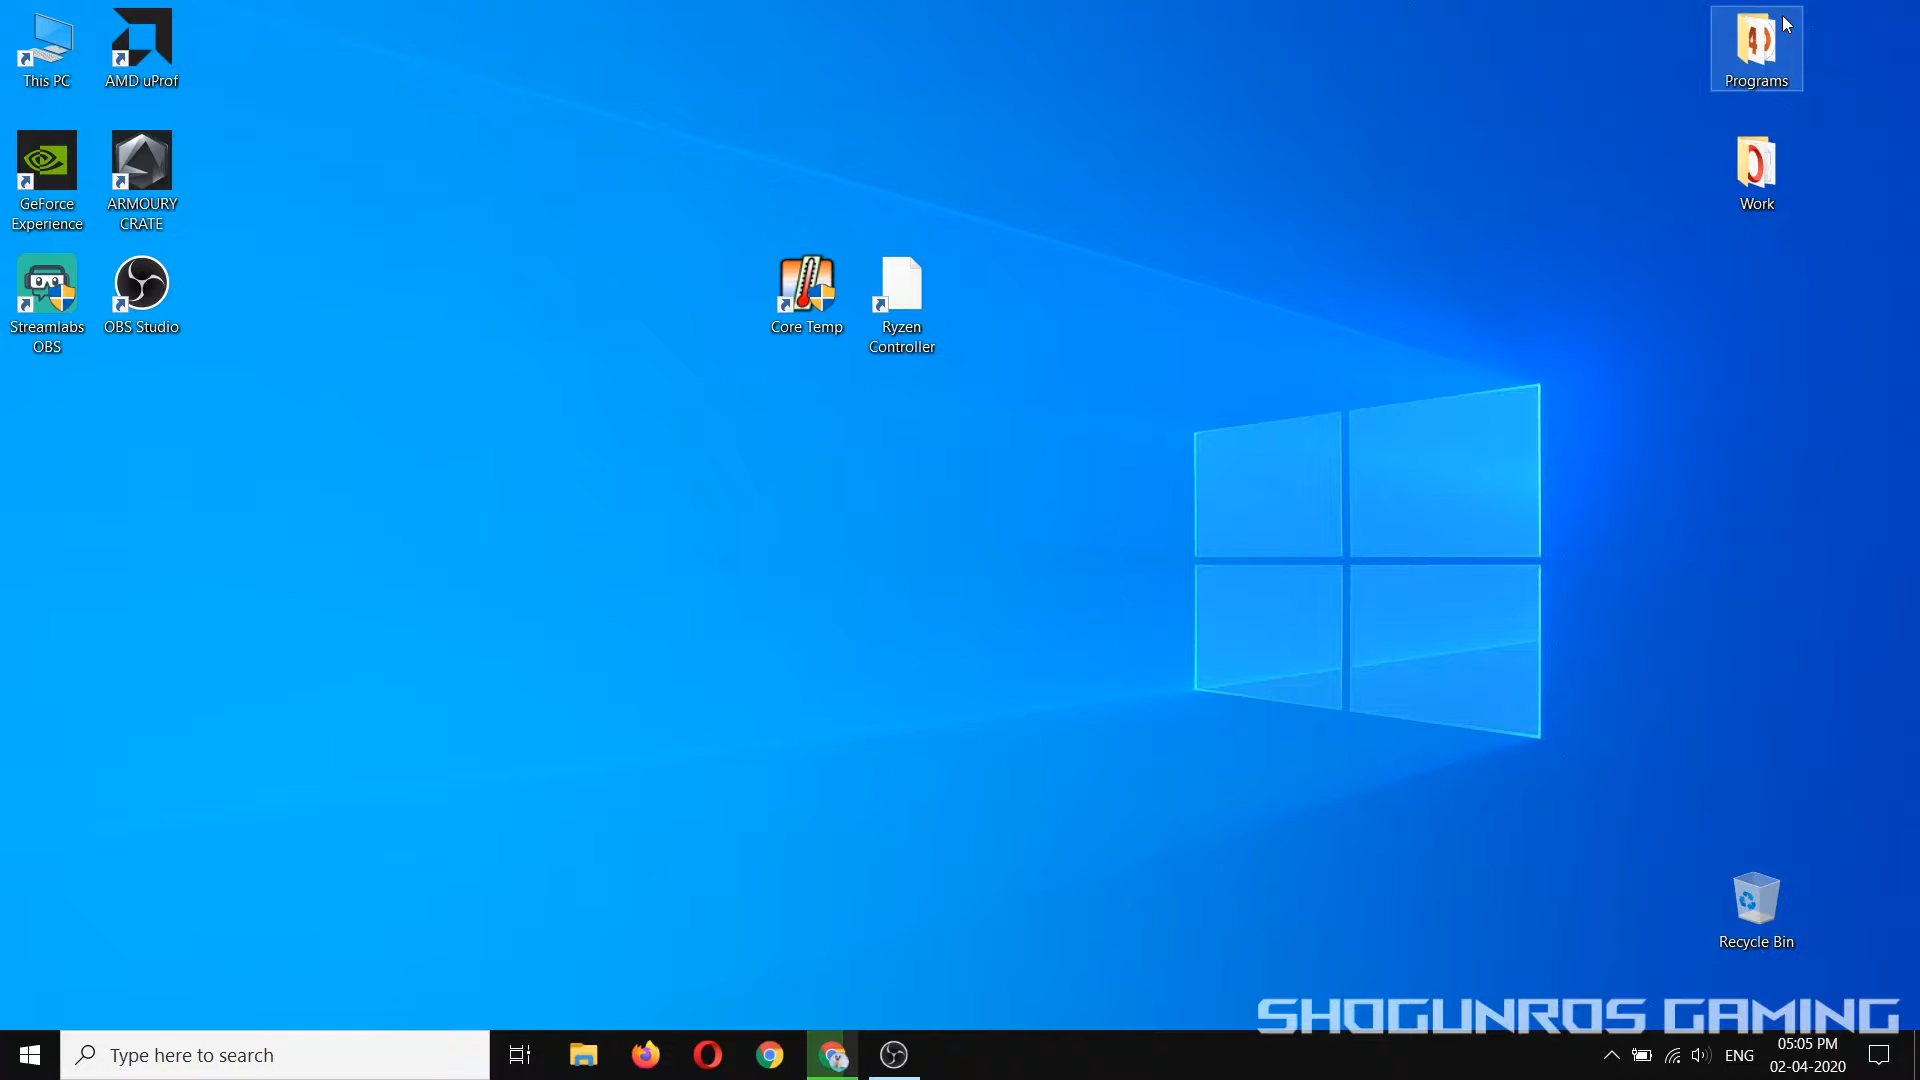 This PC
AMD uProf
Programs
GeForce
Experience
ARMOURY
CRATE
Work
Streamlabs
OBS
OBS Studio
Core Temp
Ryzen
Controller
Recycle Bin
SHOGUNROS GAMING
Type here to search
ENG
05:05 PM
02-04-2020